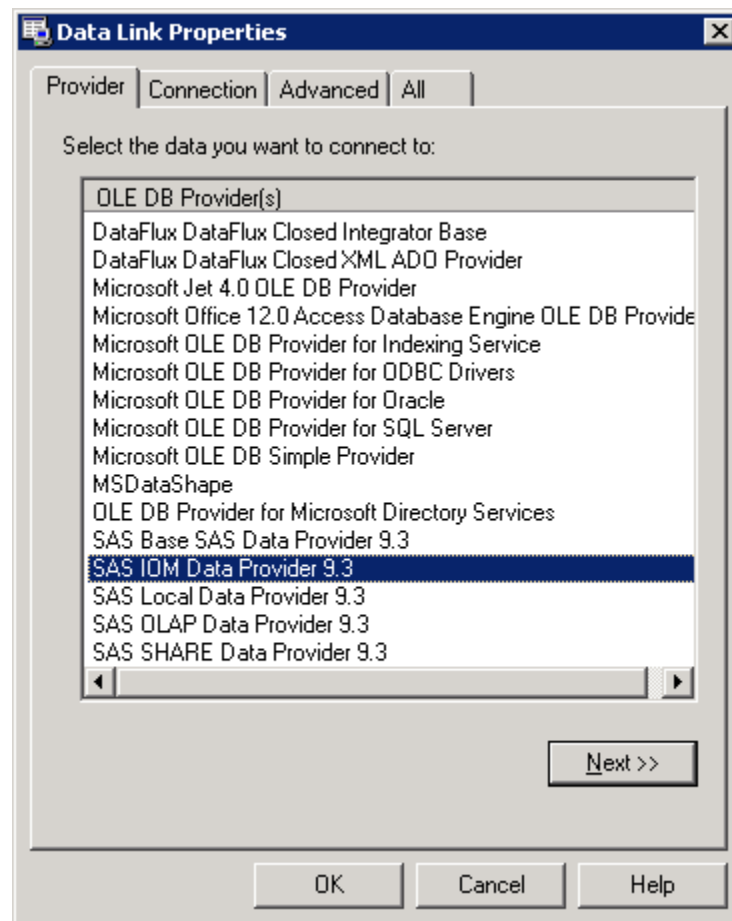 Data Link Properties
Provider Connection Advanced All
Select the data you want to connect to:
OLE DB Provider(s)
DataFlux DataFlux Closed Integrator Base
DataFlux DataFlux Closed XML ADO Provider
Microsoft Jet 4.0 OLE DB Provider
Microsoft Office 12.0 Access Database Engine OLE DB Provide
Microsoft OLE DB Provider for Indexing Service
Microsoft OLE DB Provider for ODBC Drivers
Microsoft OLE DB Provider for Oracle
Microsoft OLE DB Provider for SQL Server
Microsoft OLE DB Simple Provider
MSDataShape
OLE DB Provider for Microsoft Directory Services
SAS Base SAS Data Provider 9.3
SAS IOM Data Provider 9.3
SAS Local Data Provider 9.3
SAS OLAP Data Provider 9.3
SAS SHARE Data Provider 9.3
Next >>
OK Cancel Help